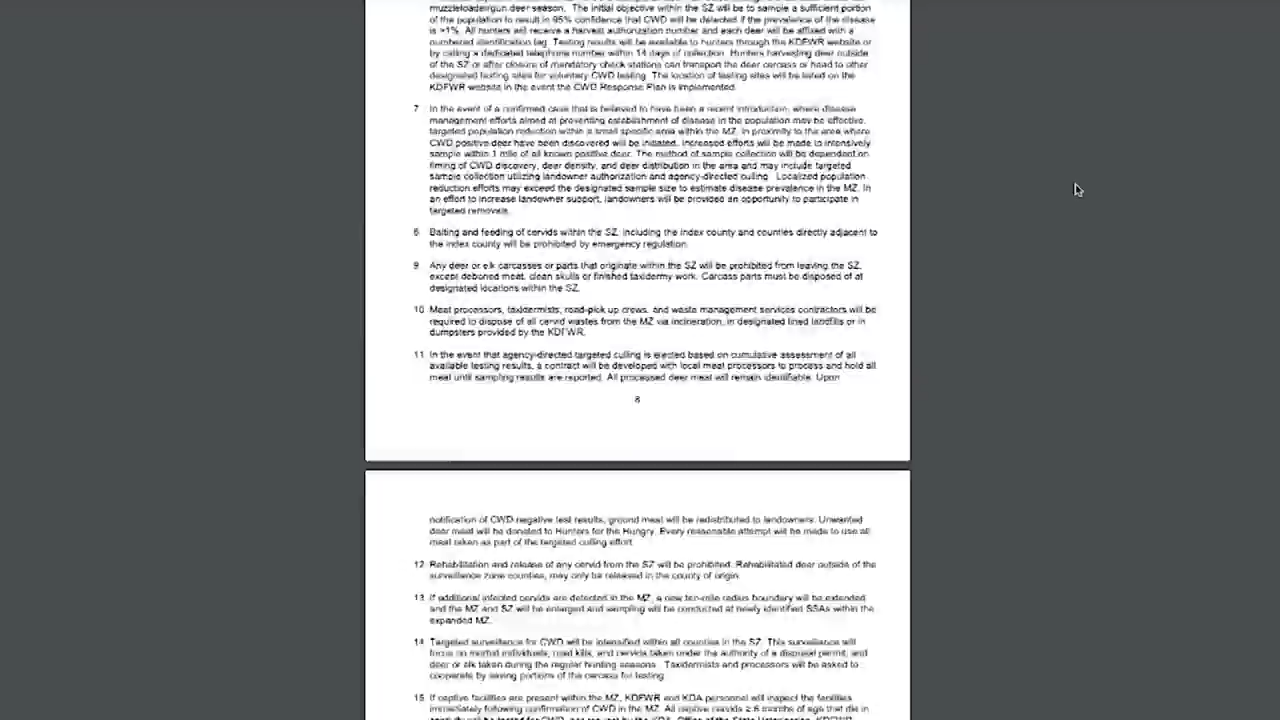 muzzleloader/gun deer season. The initial objective within the SZ will be to sample a sufficient portion
of the population to result in 95% confidence that CWD will be detected if the prevalence of the disease
is >1%. All hunters will receive a harvest authorization number and each deer will be affixed with a
numbered identification tag. Testing results will be available to hunters through the KDFWR website or
by calling a dedicated telephone number within 14 days of collection. Hunters harvesting deer outside
of the SZ or after closure of mandatory check stations can transport the deer carcass or head to other
designated testing sites for voluntary CWD testing. The location of testing sites will be listed on the
KDFWR website in the event the CWD Response Plan is implemented.
7 In the event of a confirmed case that is believed to have been a recent introduction, where disease
management efforts aimed at preventing establishment of disease in the population may be effective,
targeted population reduction within a small specific area within the MZ, in proximity to the area where
CWD positive deer have been discovered will be initiated. Increased efforts will be made to intensively
sample within 1 mile of all known positive deer. The method of sample collection will be dependent on
timing of CWD discovery, deer density, and deer distribution in the area and may include targeted
sample collection utilizing landowner authorization and agency-directed culling. Localized population
reduction efforts may exceed the designated sample size to estimate disease prevalence in the MZ. In
an effort to increase landowner support, landowners will be provided an opportunity to participate in
targeted removals.
8 Baiting and feeding of cervids within the SZ, including the index county and counties directly adjacent to
the index county will be prohibited by emergency regulation.
9 Any deer or elk carcasses or parts that originate within the SZ will be prohibited from leaving the SZ,
except deboned meat, clean skulls or finished taxidermy work. Carcass parts must be disposed of at
designated locations within the SZ.
10 Meat processors, taxidermists, road-pick up crews, and waste management services contractors will be
required to dispose of all cervid wastes from the MZ via incineration, in designated lined landfills or in
dumpsters provided by the KDFWR.
11 In the event that agency-directed targeted culling is elected based on cumulative assessment of all
available testing results, a contract will be developed with local meat processors to process and hold all
meat until sampling results are reported. All processed deer meat will remain identifiable. Upon
8
notification of CWD negative test results, ground meat will be redistributed to landowners. Unwanted
deer meat will be donated to Hunters for the Hungry. Every reasonable attempt will be made to use all
meat taken as part of the targeted culling effort.
12 Rehabilitation and release of any cervid from the SZ will be prohibited. Rehabilitated deer outside of the
surveillance zone counties, may only be released in the county of origin.
13 If additional infected cervids are detected in the MZ, a new ten-mile radius boundary will be extended
and the MZ and SZ will be enlarged and sampling will be conducted at newly identified SSAs within the
expanded MZ.
14 Targeted surveillance for CWD will be intensified within all counties in the SZ. This surveillance will
focus on morbid individuals, road kills, and cervids taken under the authority of a disposal permit, and
deer or elk taken during the regular hunting seasons. Taxidermists and processors will be asked to
cooperate by saving portions of the carcass for testing.
15 If captive facilities are present within the MZ, KDFWR and KDA personnel will inspect the facilities
immediately following confirmation of CWD in the MZ. All captive cervids ≥ 6 months of age that die in